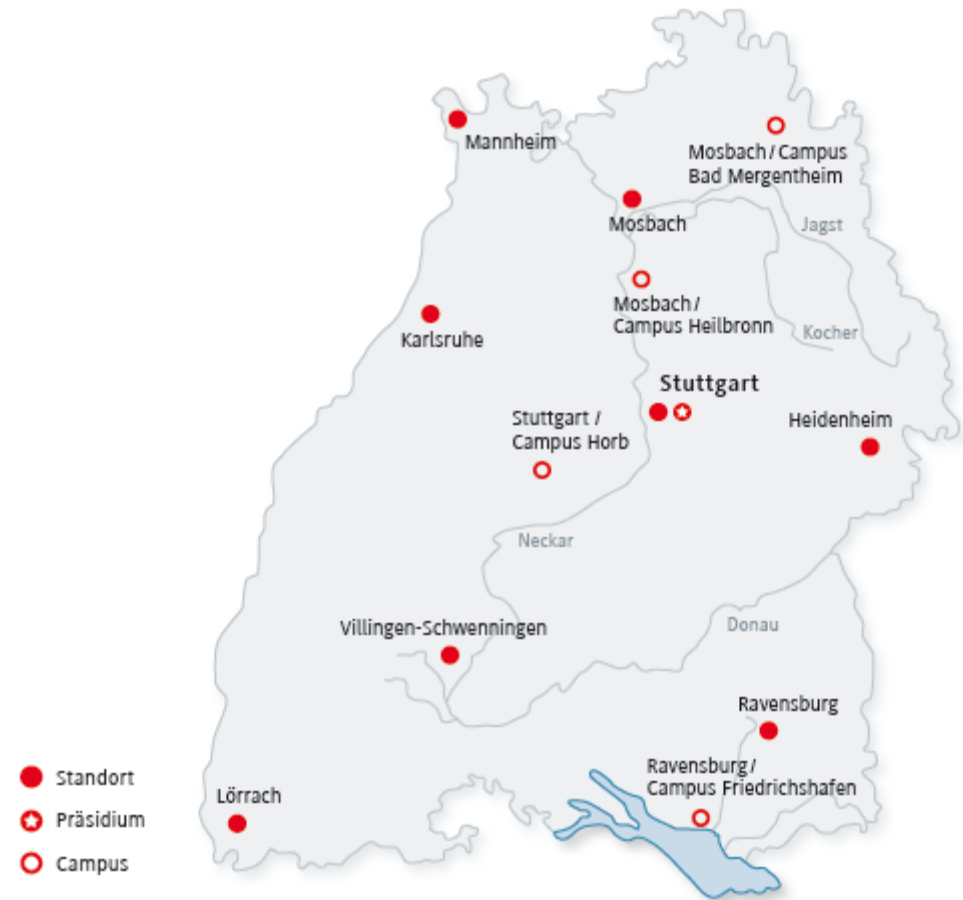 Mannheim
Mosbach / Campus
Bad Mergentheim
Mosbach
Jagst
Mosbach /
Campus Heilbronn
Karlsruhe
Kocher
Stuttgart
Stuttgart /
Campus Horb
Heidenheim
Neckar
Villingen-Schwenningen
Donau
Ravensburg
Ravensburg /
Campus Friedrichshafen
Lörrach
Standort
Präsidium
Campus